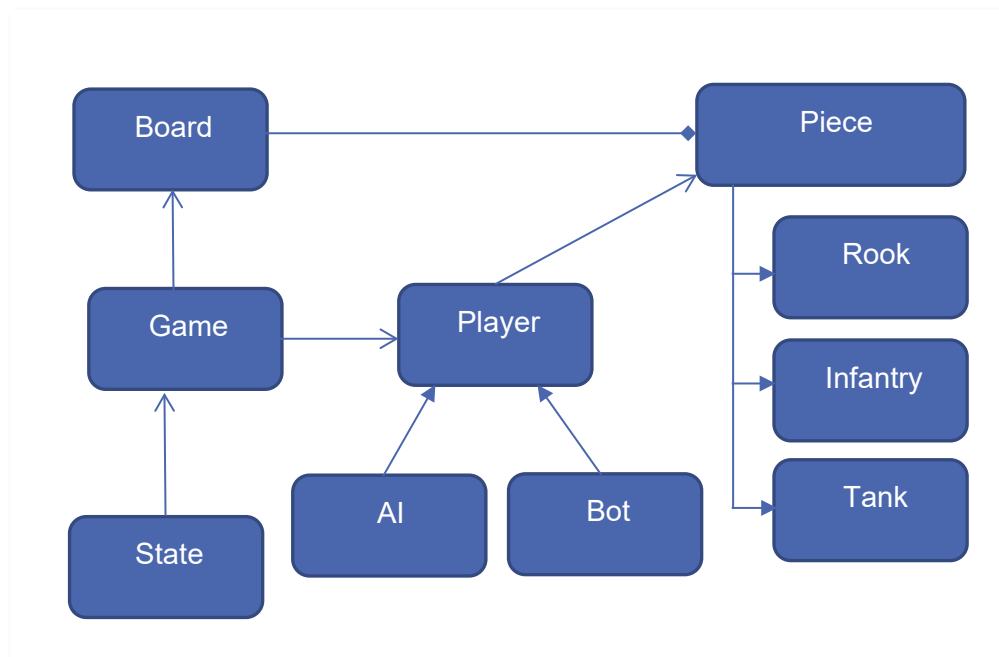 Board
Piece
Rook
Game
Player
Infantry
Tank
AI
Bot
State